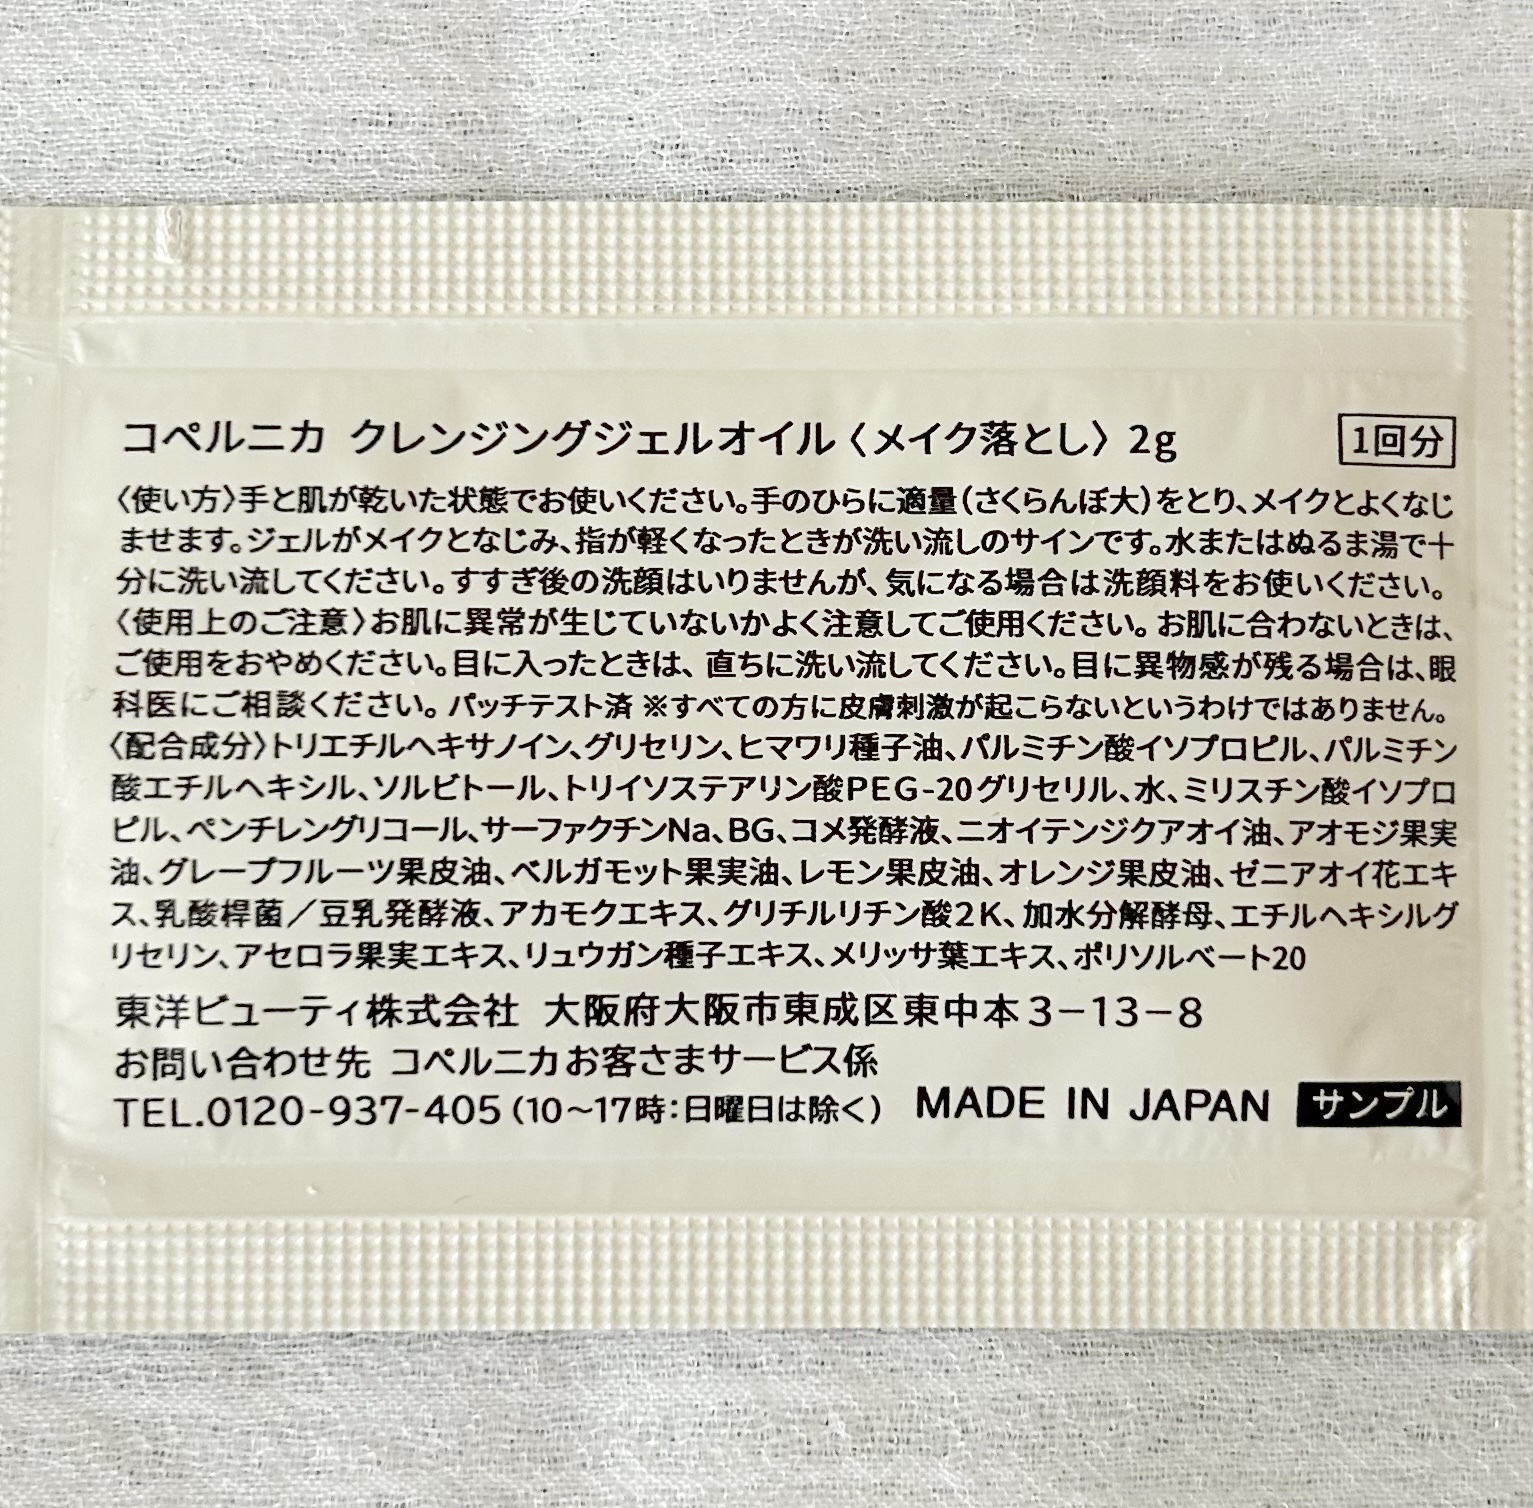 コペルニカ クレンジングジェルオイル〈メイク落とし〉2g 1回分
〈使い方〉手と肌が乾いた状態でお使いください。手のひらに適量(さくらんぼ大)をとり、メイクとよくなじ
ませます。ジェルがメイクとなじみ、指が軽くなったときが洗い流しのサインです。水またはぬるま湯で十
分に洗い流してください。すすぎ後の洗顔はいりませんが、気になる場合は洗顔料をお使いください。
〈使用上のご注意〉お肌に異常が生じていないかよく注意してご使用ください。お肌に合わないときは、
ご使用をおやめください。目に入ったときは、直ちに洗い流してください。目に異物感が残る場合は、眼
科医にご相談ください。パッチテスト済 ※すべての方に皮膚刺激が起こらないというわけではありません。
〈配合成分〉トリエチルヘキサノイン、グリセリン、ヒマワリ種子油、パルミチン酸イソプロピル、パルミチン
酸エチルヘキシル、ソルビトール、トリイソステアリン酸PEG-20グリセリル、水、ミリスチン酸イソプロ
ピル、ペンチレングリコール、サーファクチンNa、BG、コメ発酵液、ニオイテンジクアオイ油、アオモジ果実
油、グレープフルーツ果皮油、ベルガモット果実油、レモン果皮油、オレンジ果皮油、ゼニアオイ花エキ
ス、乳酸桿菌／豆乳発酵液、アカモクエキス、グリチルリチン酸2K、加水分解酵母、エチルヘキシルグ
リセリン、アセロラ果実エキス、リュウガン種子エキス、メリッサ葉エキス、ポリソルベート20
東洋ビューティ株式会社 大阪府大阪市東成区東中本3-13-8
お問い合わせ先 コペルニカお客さまサービス係
TEL.0120-937-405(10～17時:日曜日は除く) MADE IN JAPAN サンプル